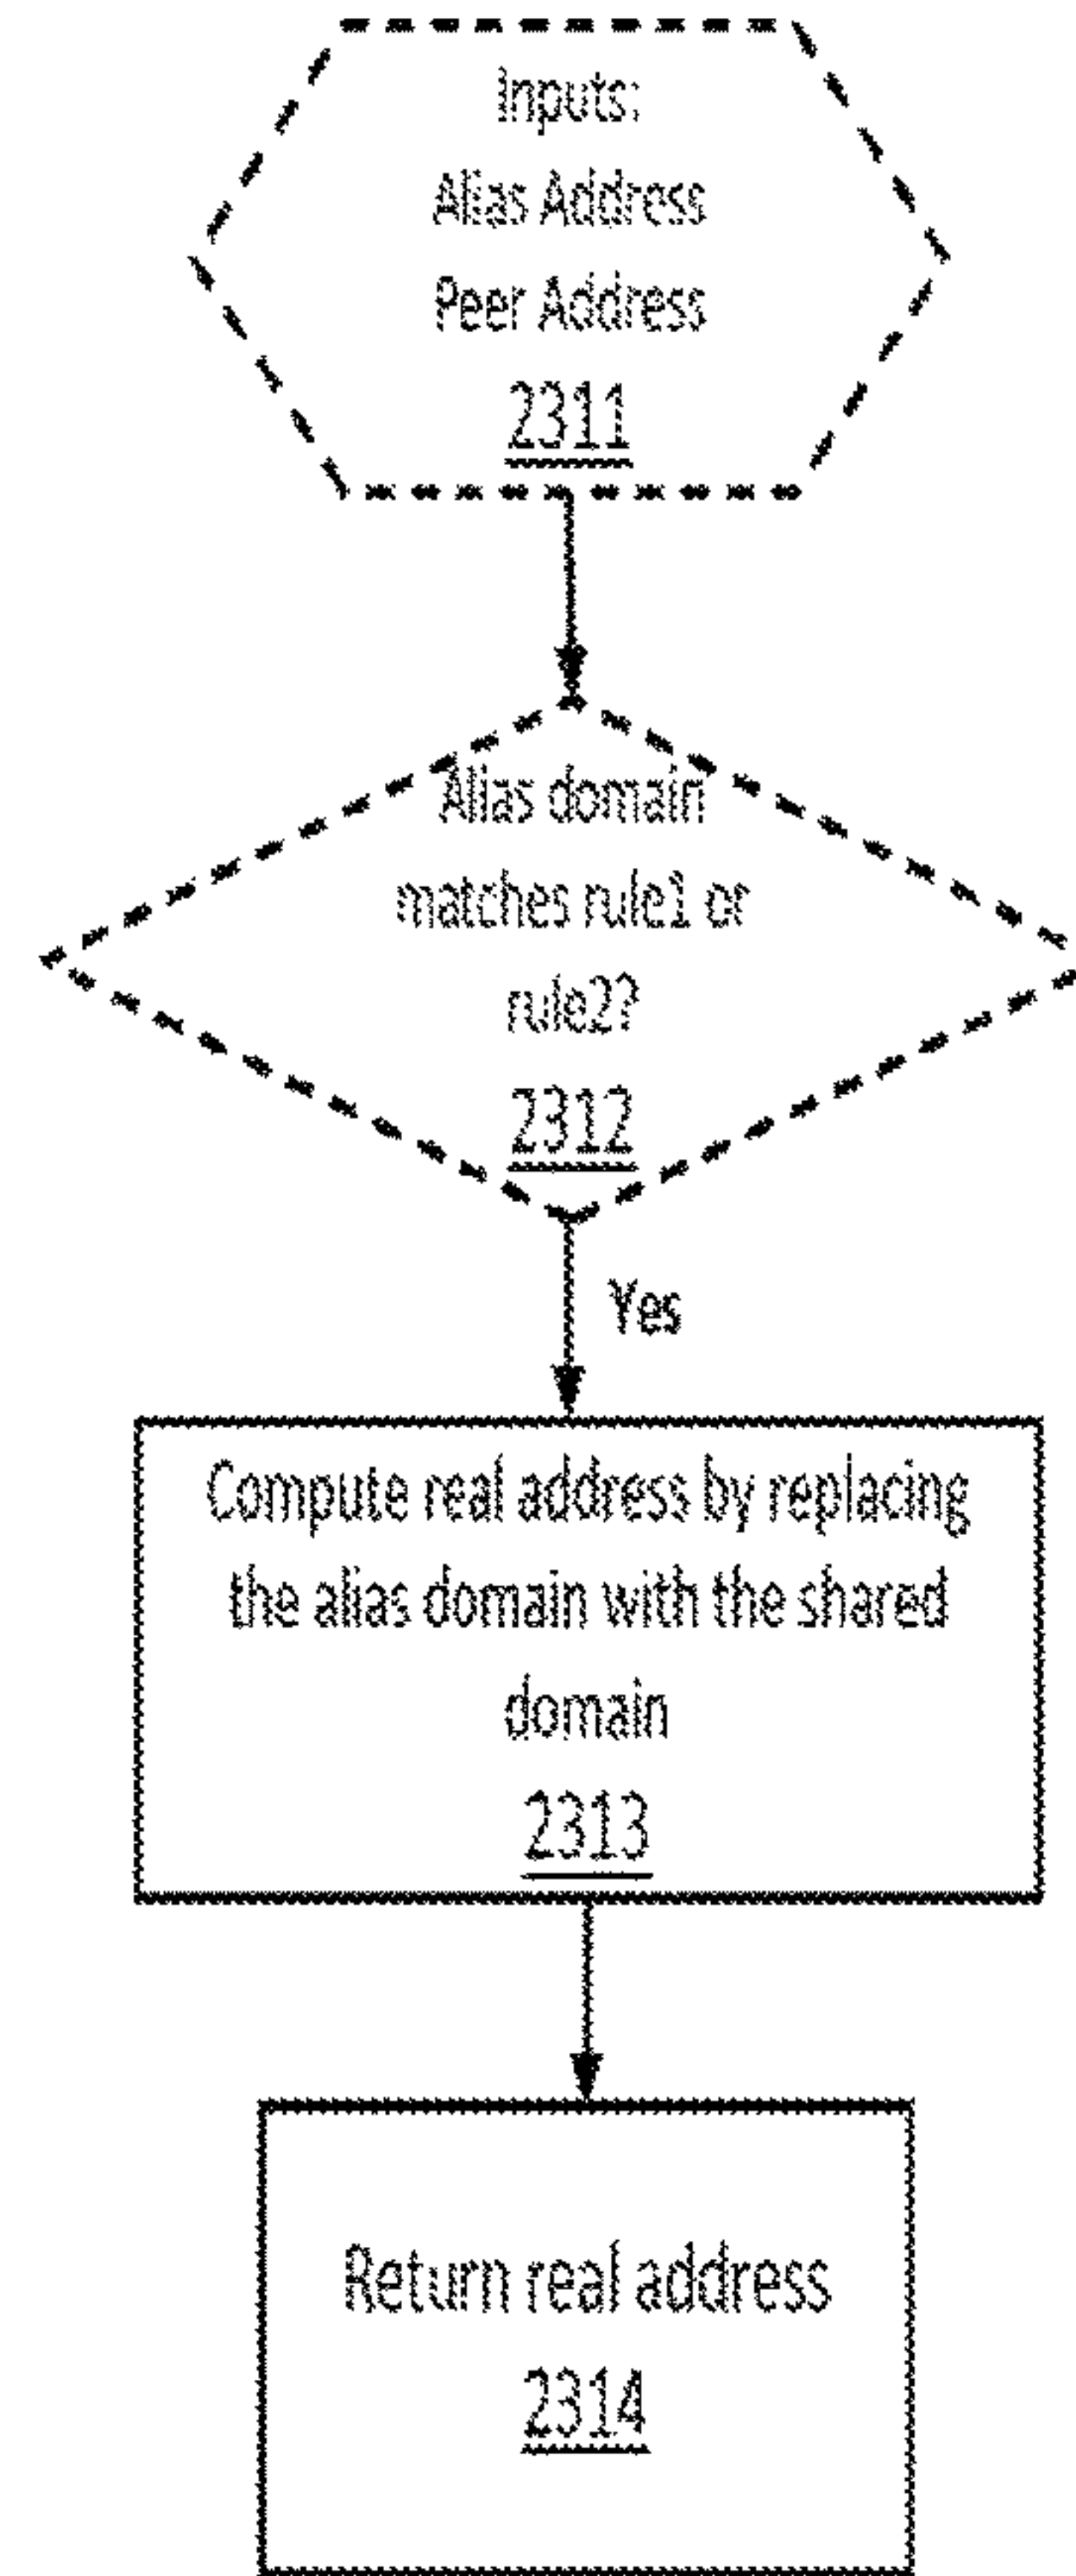 Inputs:
Alias Address
Peer Address
2311
Alias domain
matches rule1 or
rule2?
2312
Yes
Compute real address by replacing
the alias domain with the shared
domain
2313
Return real address
2314